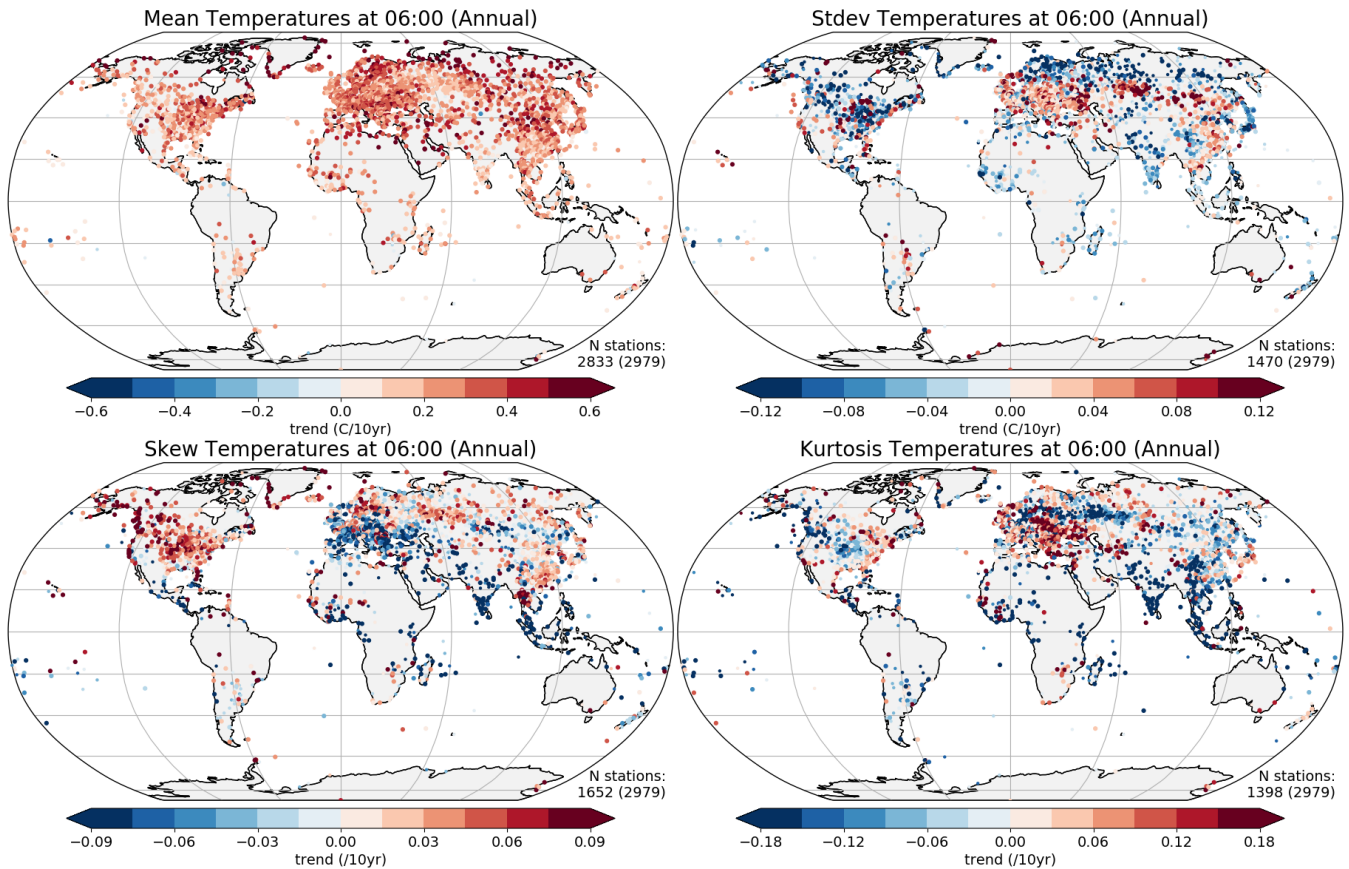 Mean Temperatures at 06:00 (Annual)
N stations:
2833 (2979)
−0.6 −0.4 −0.2 0.0 0.2 0.4 0.6
trend (C/10yr)
Stdev Temperatures at 06:00 (Annual)
N stations:
1470 (2979)
−0.12 −0.08 −0.04 0.00 0.04 0.08 0.12
trend (C/10yr)
Skew Temperatures at 06:00 (Annual)
N stations:
1652 (2979)
−0.09 −0.06 −0.03 0.00 0.03 0.06 0.09
trend (/10yr)
Kurtosis Temperatures at 06:00 (Annual)
N stations:
1398 (2979)
−0.18 −0.12 −0.06 0.00 0.06 0.12 0.18
trend (/10yr)